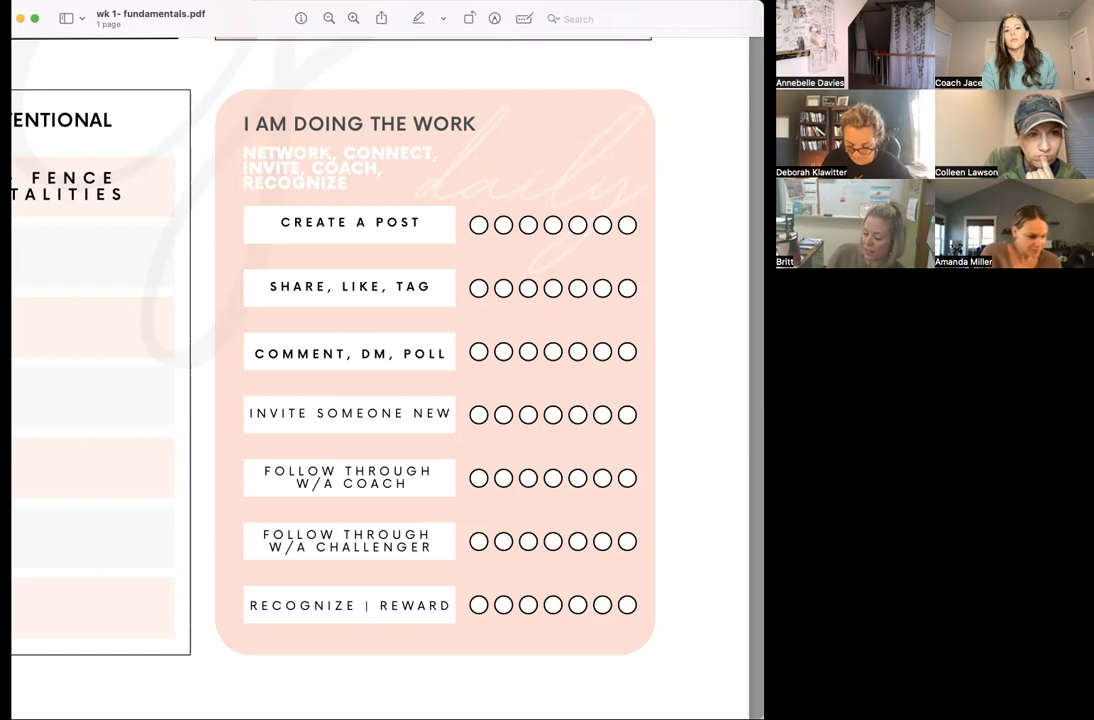 wk 1- fundamentals.pdf
1 page
Search
ENTIONAL
FENCE
TALITIES
I AM DOING THE WORK
daily
NETWORK, CONNECT,
INVITE, COACH,
RECOGNIZE
CREATE A POST
SHARE, LIKE, TAG
COMMENT, DM, POLL
INVITE SOMEONE NEW
FOLLOW THROUGH
W/A COACH
FOLLOW THROUGH
W/A CHALLENGER
RECOGNIZE | REWARD
Annebelle Davies
Coach Jace
Deborah Klawitter
Colleen Lawson
Britt
Amanda Miller